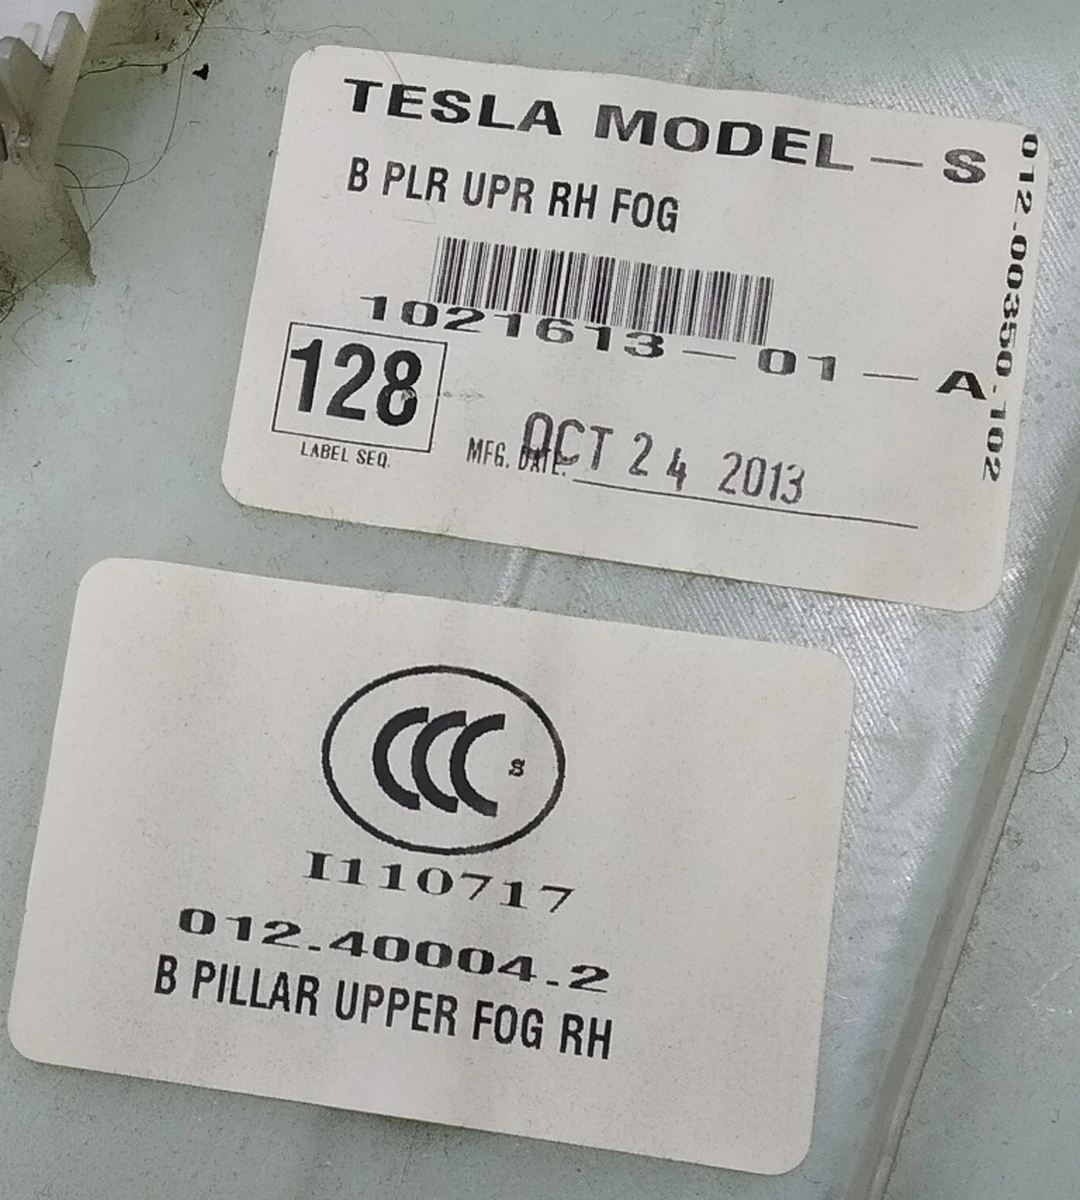 TESLA MODEL-S
B PLR UPR RH FOG
1021613-01-A
128
LABEL SEQ.
MFG. DATE: OCT 24 2013
012.00350.102
CCC S
I110717
012.40004.2
B PILLAR UPPER FOG RH